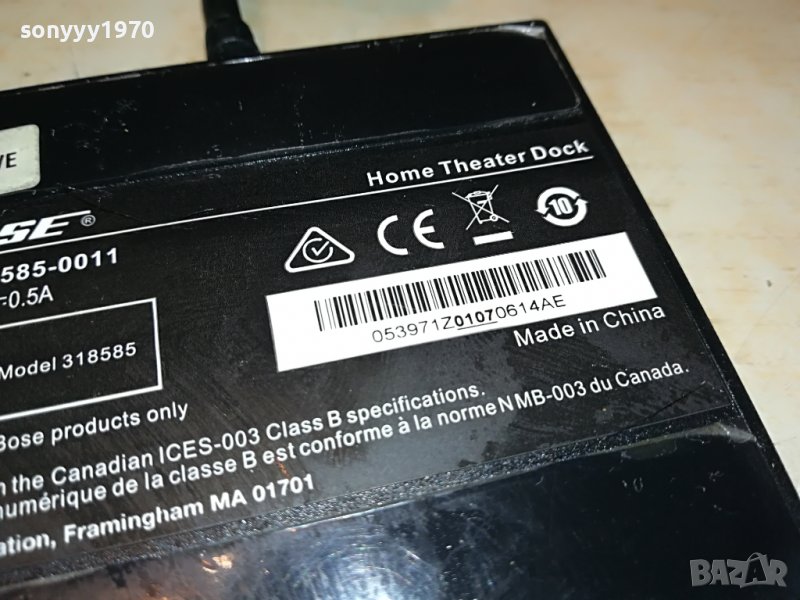 sonyyy1970
Home Theater Dock
SE®
585-0011
0.5A
10
053971Z01070614AE
Made in China
Model 318585
Bose products only
the Canadian ICES-003 Class B specifications.
numérique de la classe B est conforme à la norme NMB-003 du Canada.
ation, Framingham MA 01701
BAZAR